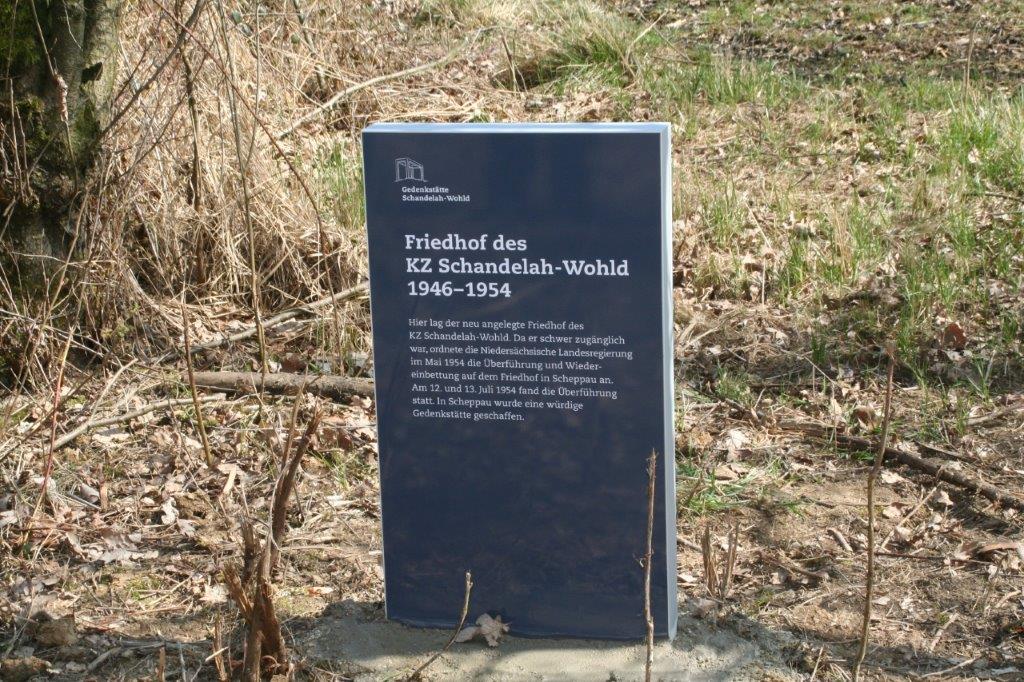 Gedenkstätte
Schandelah-Wohld
Friedhof des
KZ Schandelah-Wohld
1946–1954
Hier lag der neu angelegte Friedhof des
KZ Schandelah-Wohld. Da er schwer zugänglich
war, ordnete die Niedersächsische Landesregierung
im Mai 1954 die Überführung und Wieder-
einbettung auf dem Friedhof in Scheppau an.
Am 12. und 13. Juli 1954 fand die Überführung
statt. In Scheppau wurde eine würdige
Gedenkstätte geschaffen.